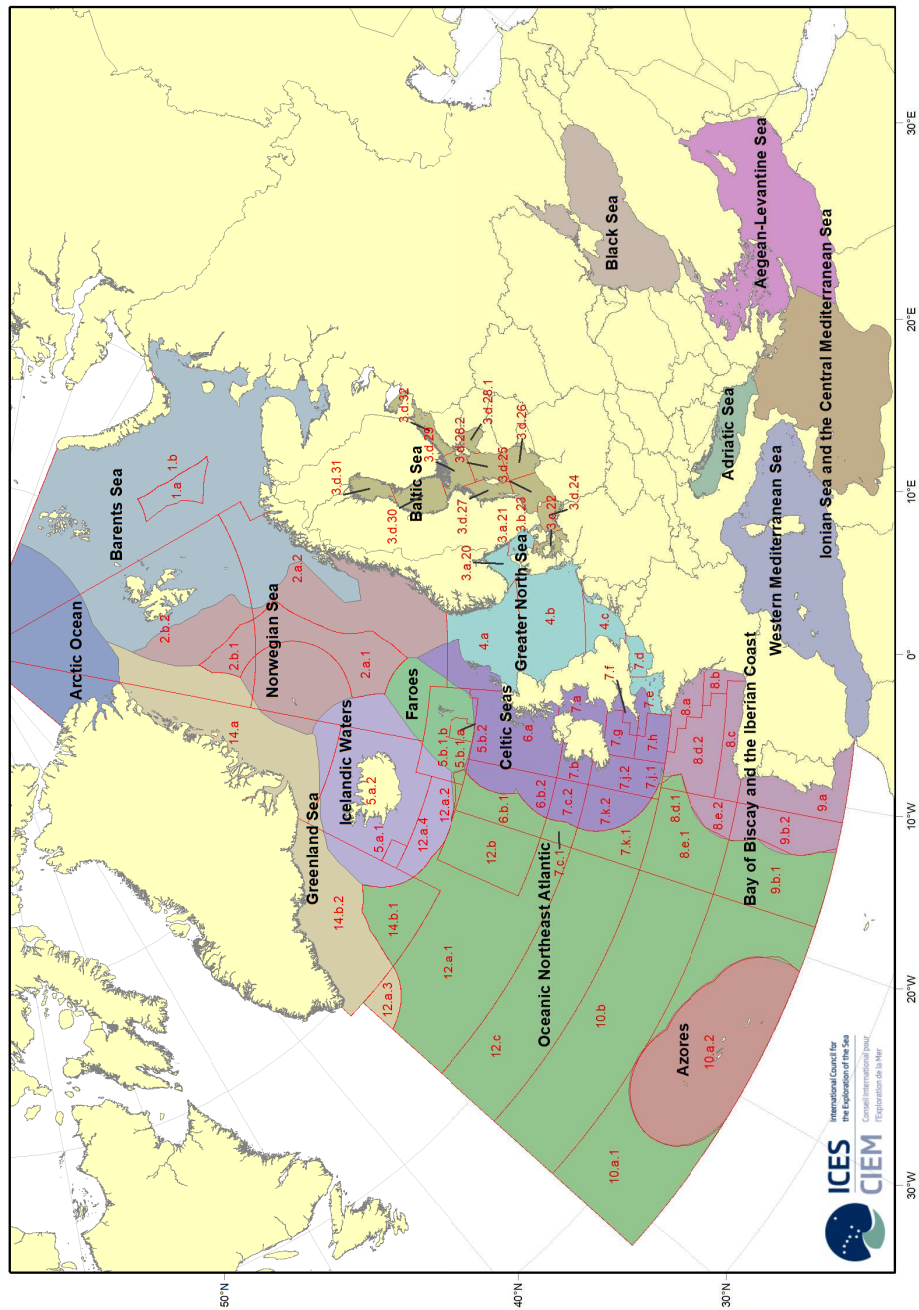 Arctic Ocean
Barents Sea
1.a
1.b
2.b.2
2.b.1
2.a.2
2.a.1
Norwegian Sea
Greenland Sea
14.a
14.b.2
14.b.1
Icelandic Waters
5.a.2
5.a.1
12.a.4
12.a.2
12.a.3
12.a.1
Faroes
5.b.1.b
5.b.1.a
5.b.2
Celtic Seas
6.a
6.b.1
6.b.2
12.b
12.c
Oceanic Northeast Atlantic
7.a
7.b
7.c.2
7.c.1
7.k.2
7.k.1
7.j.2
7.j.1
7.g
7.h
7.f
7.e
7.d
Greater North Sea
4.a
4.b
4.c
3.a.20
3.a.21
3.b.23
3.c.22
3.d.24
3.d.25
3.d.26
3.d.27
3.d.28.2
3.d.28.1
3.d.29
3.d.30
3.d.31
3.d.32
Baltic Sea
8.a
8.b
8.c
8.d.2
8.d.1
8.e.2
8.e.1
Bay of Biscay and the Iberian Coast
9.a
9.b.2
9.b.1
10.b
10.a.1
10.a.2
Azores
Black Sea
Adriatic Sea
Aegean-Levantine Sea
Western Mediterranean Sea
Ionian Sea and the Central Mediterranean Sea
50°N
40°N
30°N
30°W
20°W
10°W
0°
10°E
20°E
30°E
ICES
CIEM
International Council for
the Exploration of the Sea
Conseil International pour
l'Exploration de la Mer